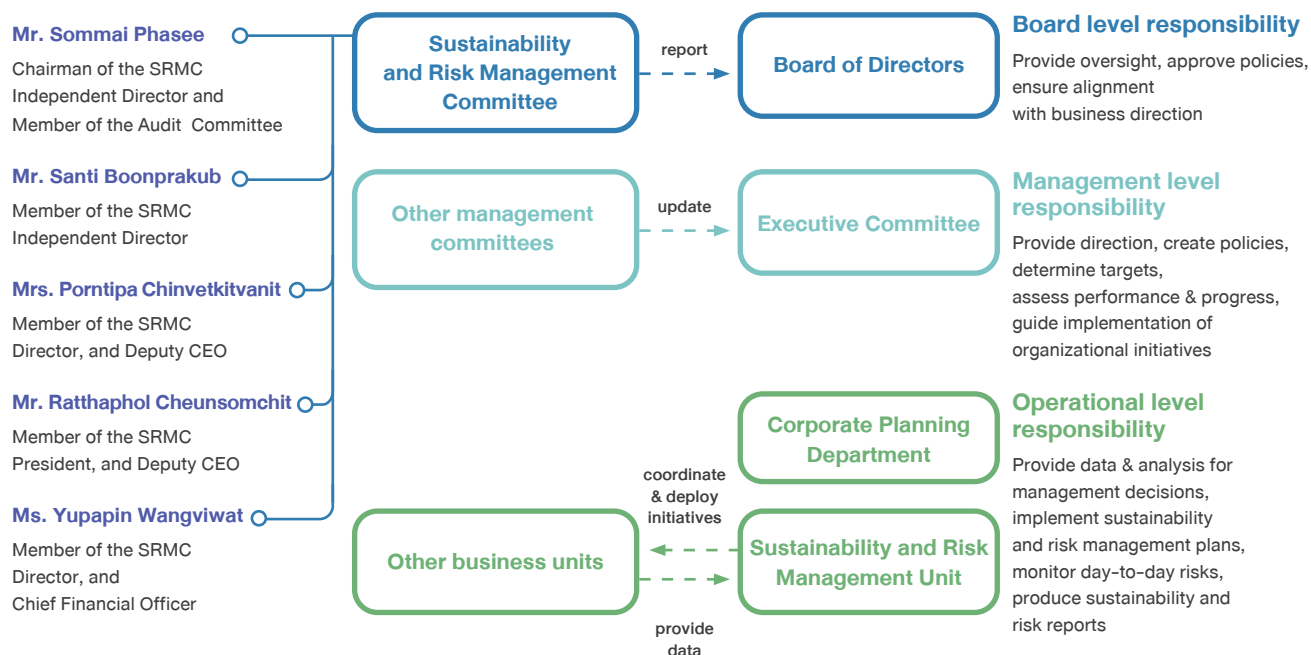 Mr. Sommai Phasee
Chairman of the SRMC
Independent Director and
Member of the Audit Committee
Mr. Santi Boonprakub
Member of the SRMC
Independent Director
Mrs. Porntipa Chinvetkitvanit
Member of the SRMC
Director, and Deputy CEO
Mr. Ratthaphol Cheunsomchit
Member of the SRMC
President, and Deputy CEO
Ms. Yupapin Wangviwat
Member of the SRMC
Director, and
Chief Financial Officer
Sustainability
and Risk Management
Committee
report
Board of Directors
Board level responsibility
Provide oversight, approve policies,
ensure alignment
with business direction
Other management
committees
update
Executive Committee
Management level
responsibility
Provide direction, create policies,
determine targets,
assess performance & progress,
guide implementation of
organizational initiatives
Corporate Planning
Department
Other business units
coordinate
& deploy
initiatives
provide
data
Sustainability and Risk
Management Unit
Operational level
responsibility
Provide data & analysis for
management decisions,
implement sustainability
and risk management plans,
monitor day-to-day risks,
produce sustainability and
risk reports